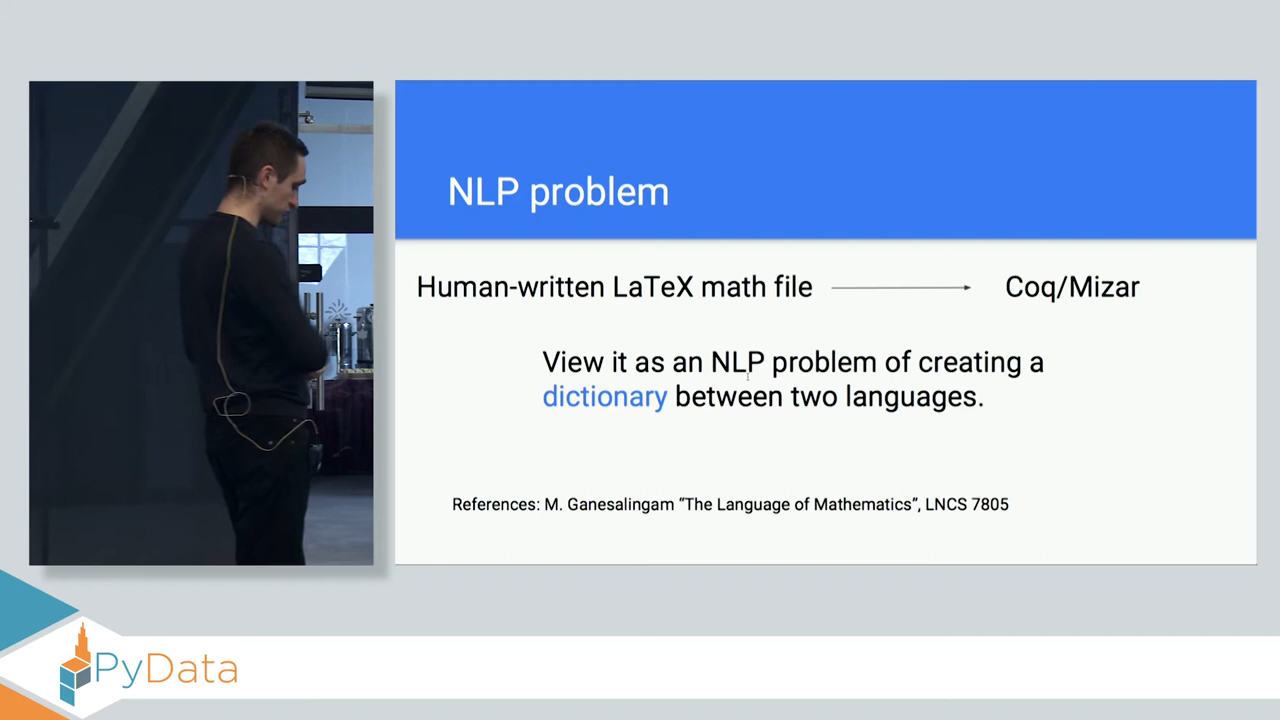 NLP problem
Human-written LaTeX math file
Coq/Mizar
View it as an NLP problem of creating a
dictionary between two languages.
References: M. Ganesalingam “The Language of Mathematics”, LNCS 7805
PyData